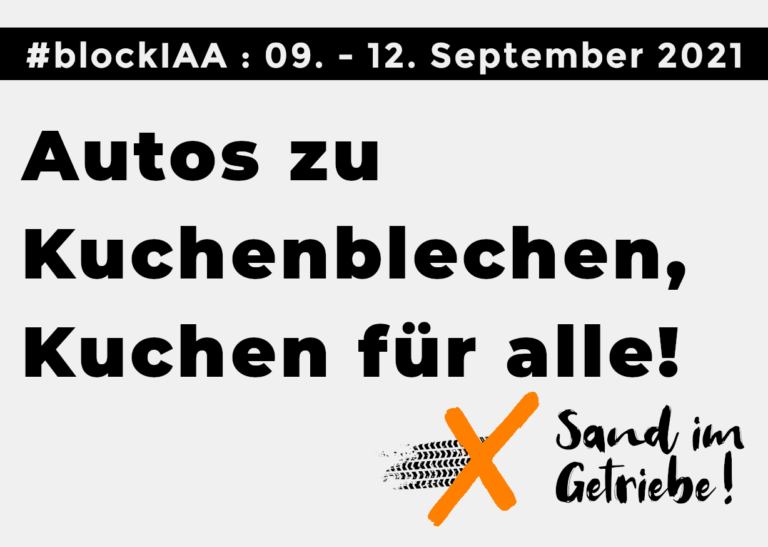 #blockIAA : 09. - 12. September 2021
Autos zu
Kuchenblechen,
Kuchen für alle!
Sand im
Getriebe!